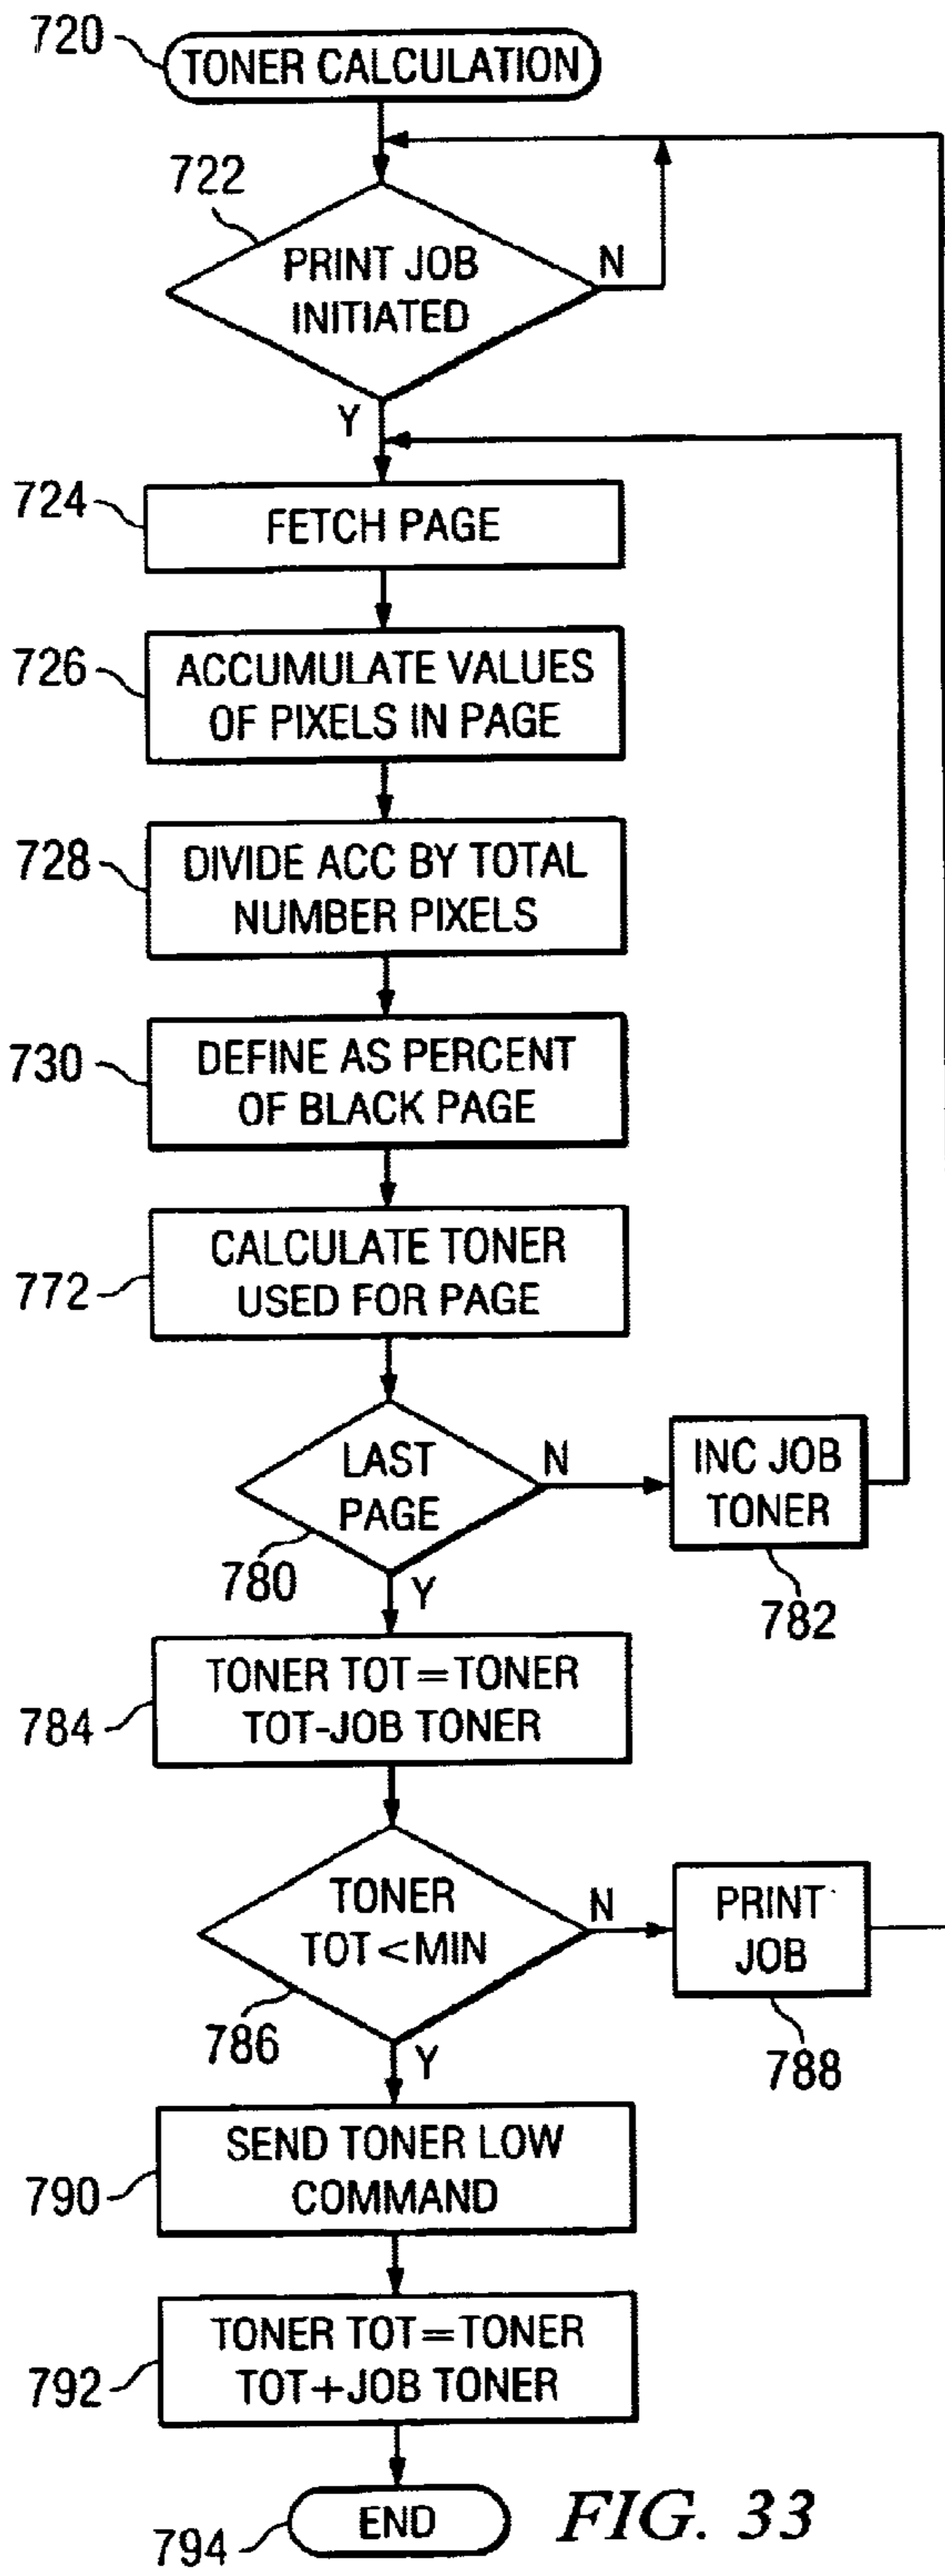 720
TONER CALCULATION
722
PRINT JOB
INITIATED
N
Y
724
FETCH PAGE
726
ACCUMULATE VALUES
OF PIXELS IN PAGE
728
DIVIDE ACC BY TOTAL
NUMBER PIXELS
730
DEFINE AS PERCENT
OF BLACK PAGE
772
CALCULATE TONER
USED FOR PAGE
LAST
PAGE
N
INC JOB
TONER
780
Y
782
784
TONER TOT=TONER
TOT-JOB TONER
TONER
TOT<MIN
N
PRINT
JOB
786
Y
788
790
SEND TONER LOW
COMMAND
792
TONER TOT=TONER
TOT+JOB TONER
794
END
FIG. 33